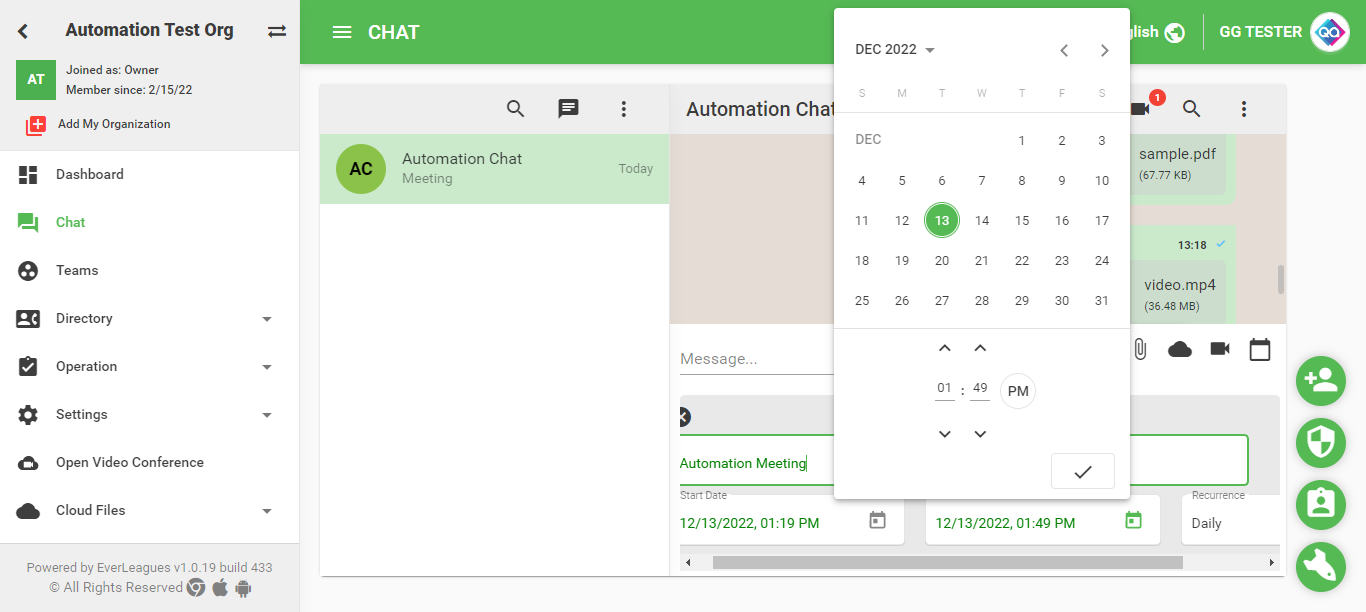 Automation Test Org
AT
Joined as: Owner
Member since: 2/15/22
Add My Organization
Dashboard
Chat
Teams
Directory
Operation
Settings
Open Video Conference
Cloud Files
Powered by EverLeagues v1.0.19 build 433
© All Rights Reserved
CHAT
glish
GG TESTER
AC
Automation Chat
Meeting
Today
Automation Chat
1
sample.pdf
(67.77 KB)
13:18
video.mp4
(36.48 MB)
Message...
Automation Meeting
Start Date
12/13/2022, 01:19 PM
12/13/2022, 01:49 PM
Recurrence
Daily
DEC 2022
S M T W T F S
DEC 1 2 3
4 5 6 7 8 9 10
11 12 13 14 15 16 17
18 19 20 21 22 23 24
25 26 27 28 29 30 31
01 : 49 PM